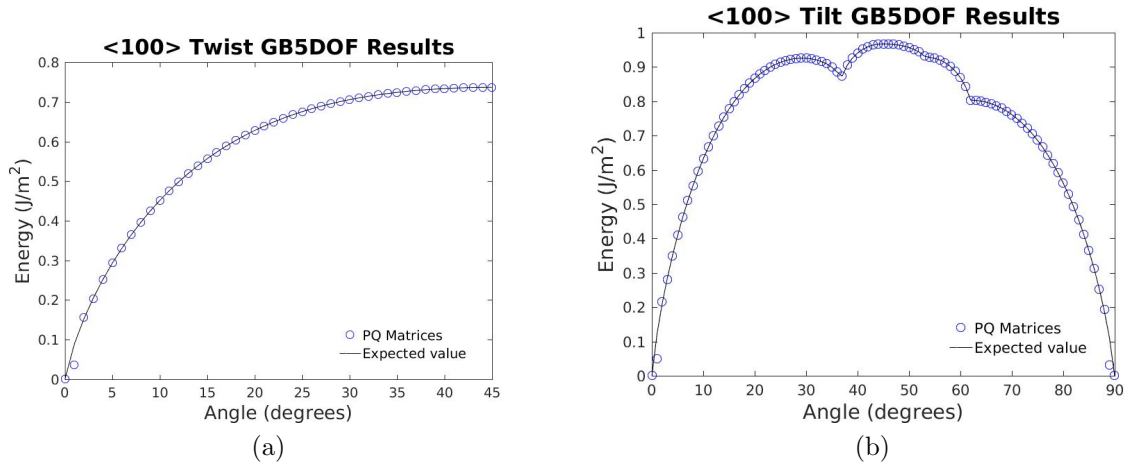 <100> Twist GB5DOF Results
0.8
0.7
0.6
0.5
0.4
0.3
0.2
0.1
0
Energy (J/m²)
PQ Matrices
Expected value
0 5 10 15 20 25 30 35 40 45
Angle (degrees)
(a)
<100> Tilt GB5DOF Results
1
0.9
0.8
0.7
0.6
0.5
0.4
0.3
0.2
0.1
0
Energy (J/m²)
PQ Matrices
Expected value
0 10 20 30 40 50 60 70 80 90
Angle (degrees)
(b)